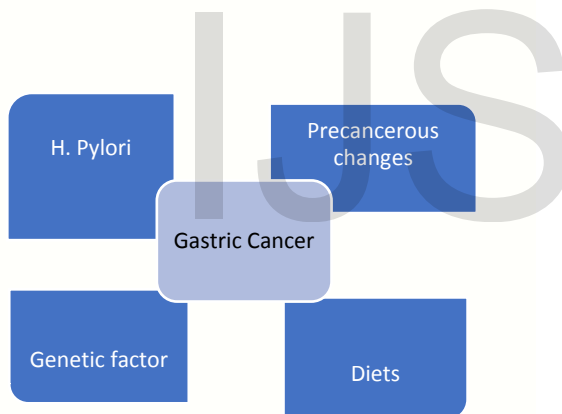 IJS
H. Pylori
Precancerous
changes
Gastric Cancer
Genetic factor
Diets